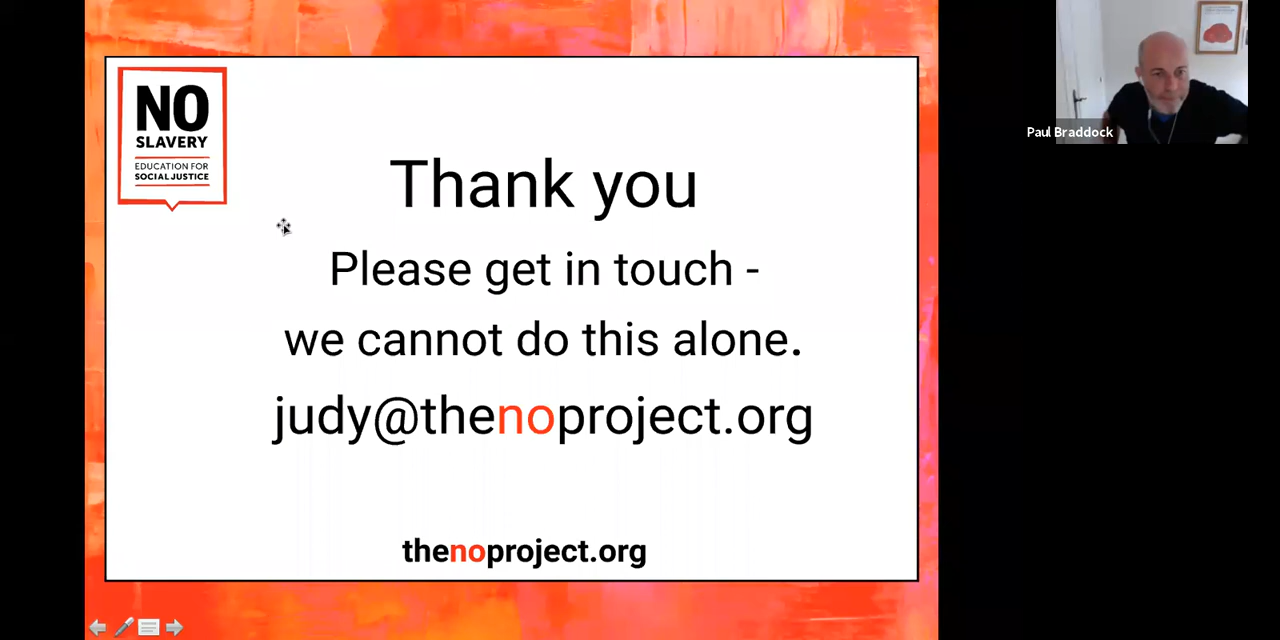 NO
SLAVERY
EDUCATION FOR
SOCIAL JUSTICE
Thank you
Please get in touch -
we cannot do this alone.
judy@thenoproject.org
thenoproject.org
Paul Braddock